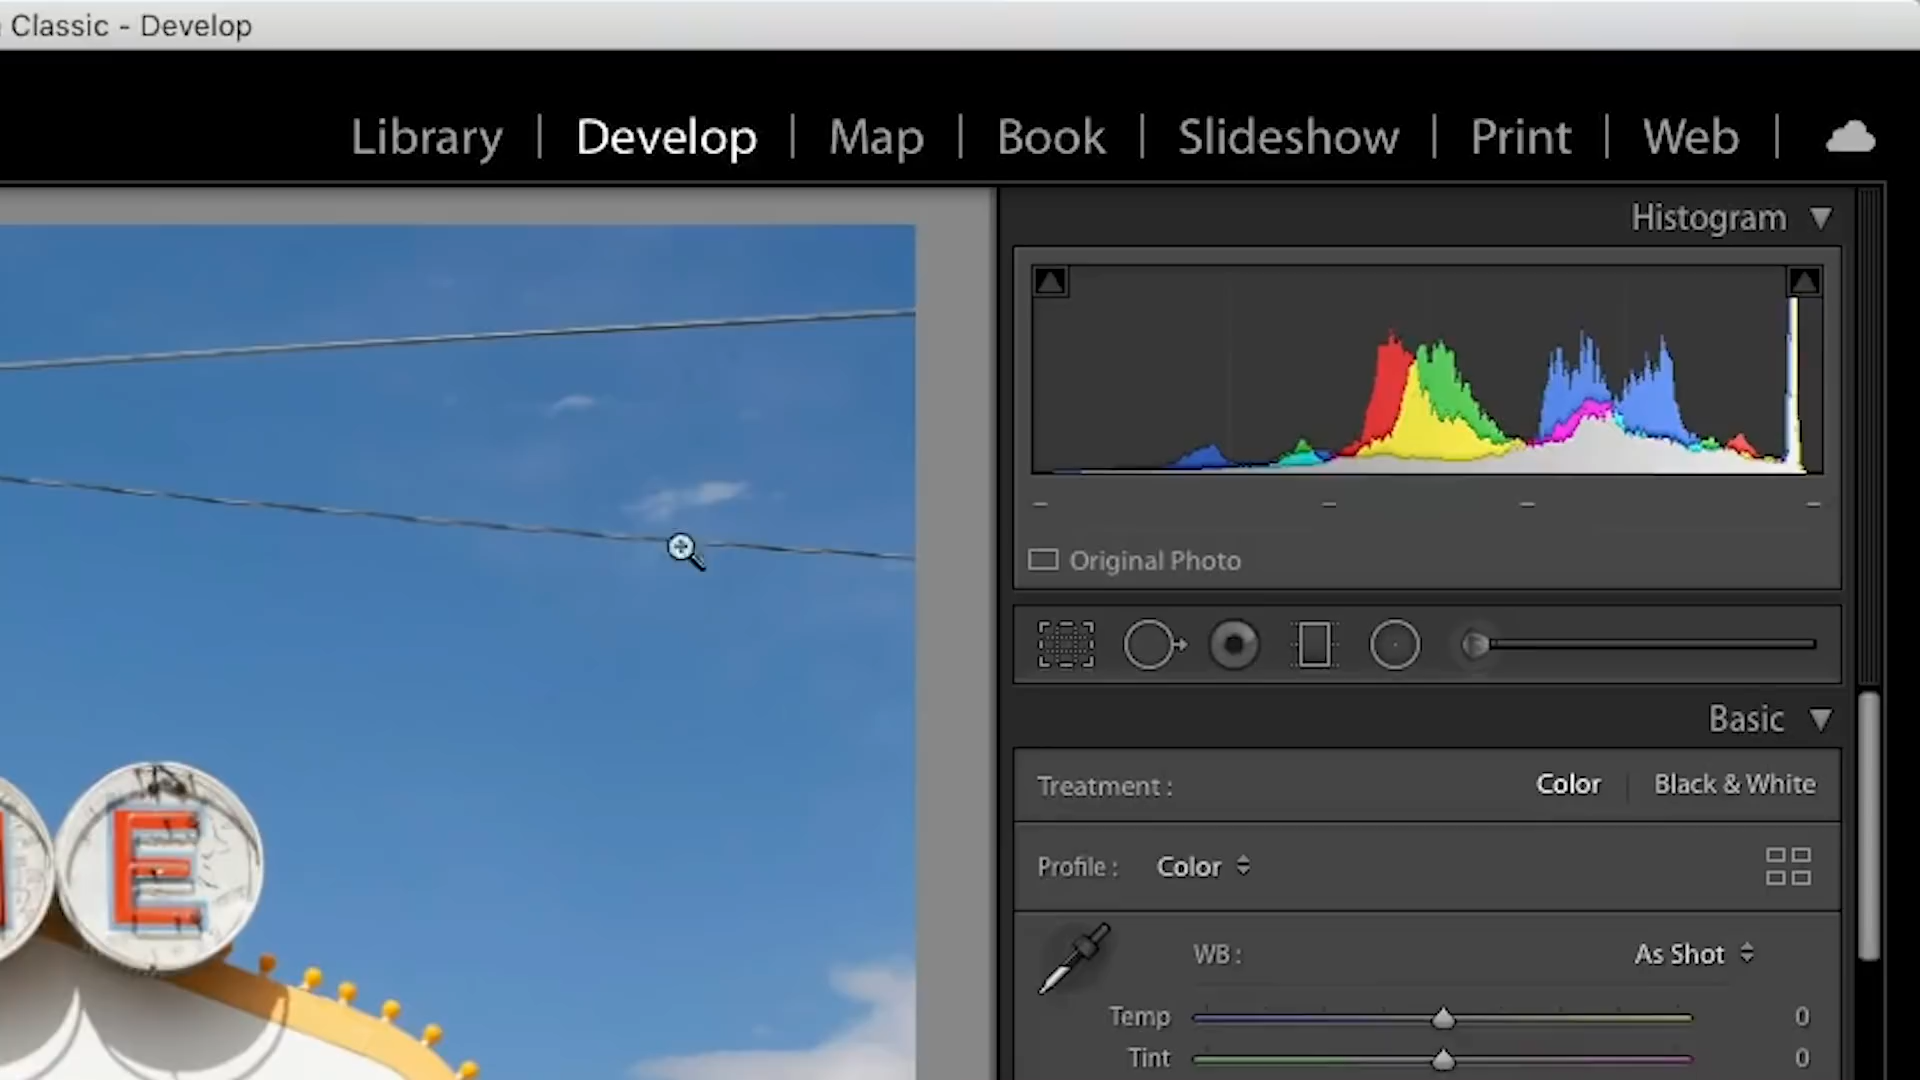 Classic - Develop
Library | Develop | Map | Book | Slideshow | Print | Web |
Histogram
Original Photo
Basic
Treatment : Color | Black & White
Profile : Color
E
WB : As Shot
Temp 0
Tint 0